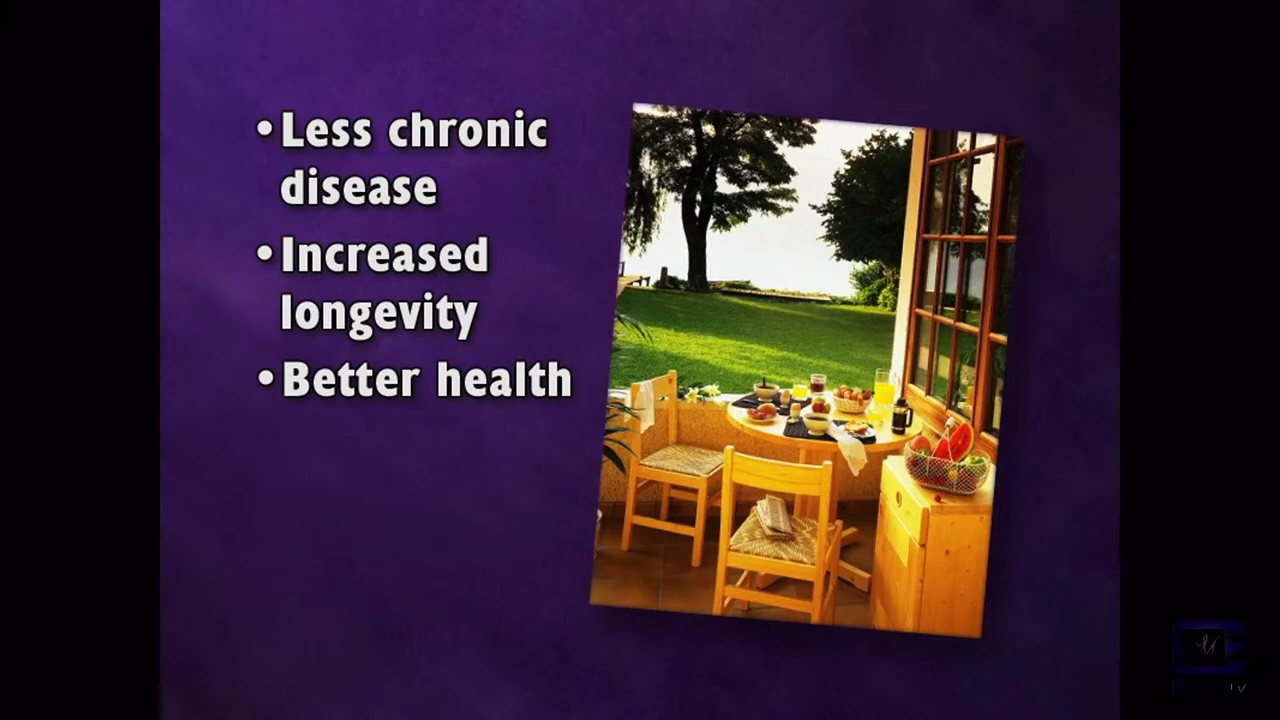 •Less chronic
disease
•Increased
longevity
•Better health